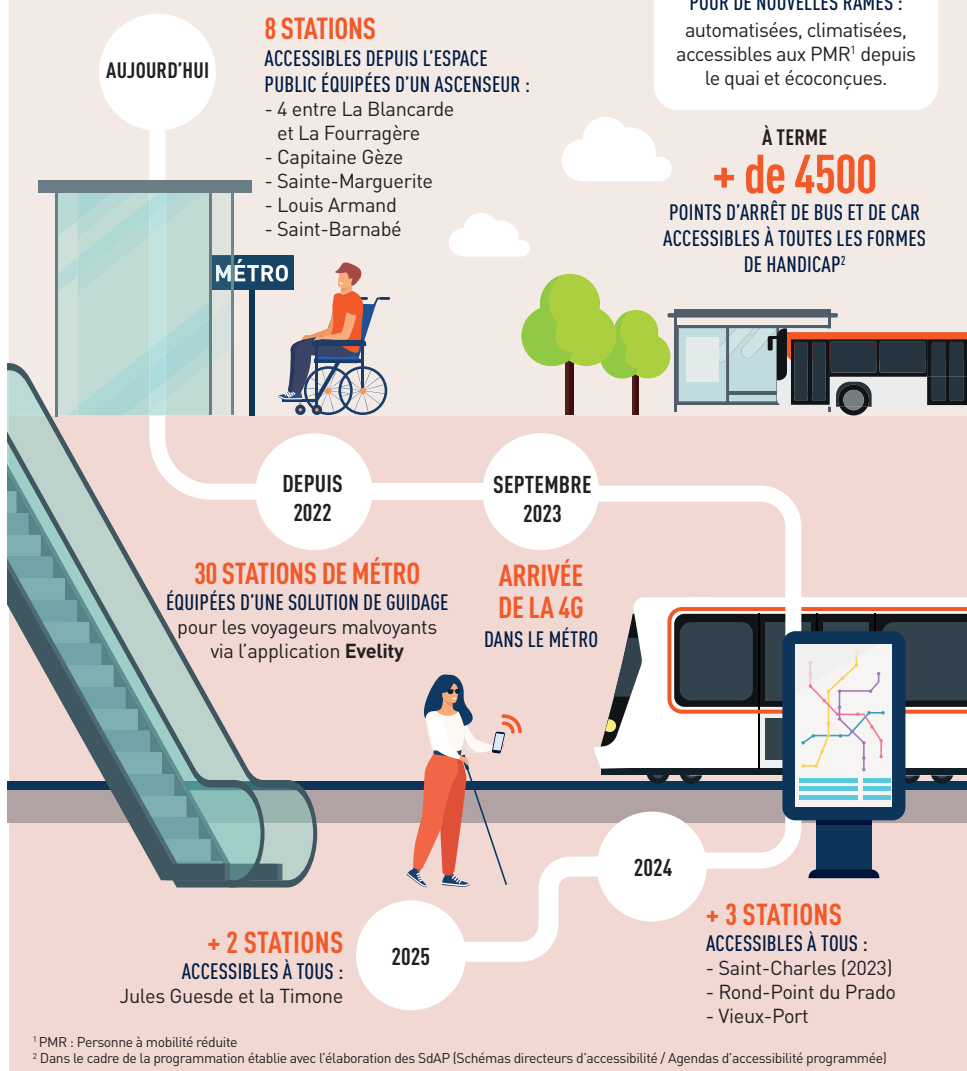 AUJOURD'HUI
8 STATIONS
ACCESSIBLES DEPUIS L'ESPACE
PUBLIC ÉQUIPÉES D'UN ASCENSEUR :
- 4 entre La Blancarde
et La Fourragère
- Capitaine Gèze
- Sainte-Marguerite
- Louis Armand
- Saint-Barnabé
POUR DE NOUVELLES RAMES :
automatisées, climatisées,
accessibles aux PMR¹ depuis
le quai et écoconçues.
À TERME
+ de 4500
POINTS D'ARRÊT DE BUS ET DE CAR
ACCESSIBLES À TOUTES LES FORMES
DE HANDICAP²
MÉTRO
DEPUIS
2022
30 STATIONS DE MÉTRO
ÉQUIPÉES D'UNE SOLUTION DE GUIDAGE
pour les voyageurs malvoyants
via l'application Evelity
SEPTEMBRE
2023
ARRIVÉE
DE LA 4G
DANS LE MÉTRO
2024
+ 3 STATIONS
ACCESSIBLES À TOUS :
- Saint-Charles (2023)
- Rond-Point du Prado
- Vieux-Port
2025
+ 2 STATIONS
ACCESSIBLES À TOUS :
Jules Guesde et la Timone
¹ PMR : Personne à mobilité réduite
² Dans le cadre de la programmation établie avec l'élaboration des SdAP (Schémas directeurs d'accessibilité / Agendas d'accessibilité programmée)